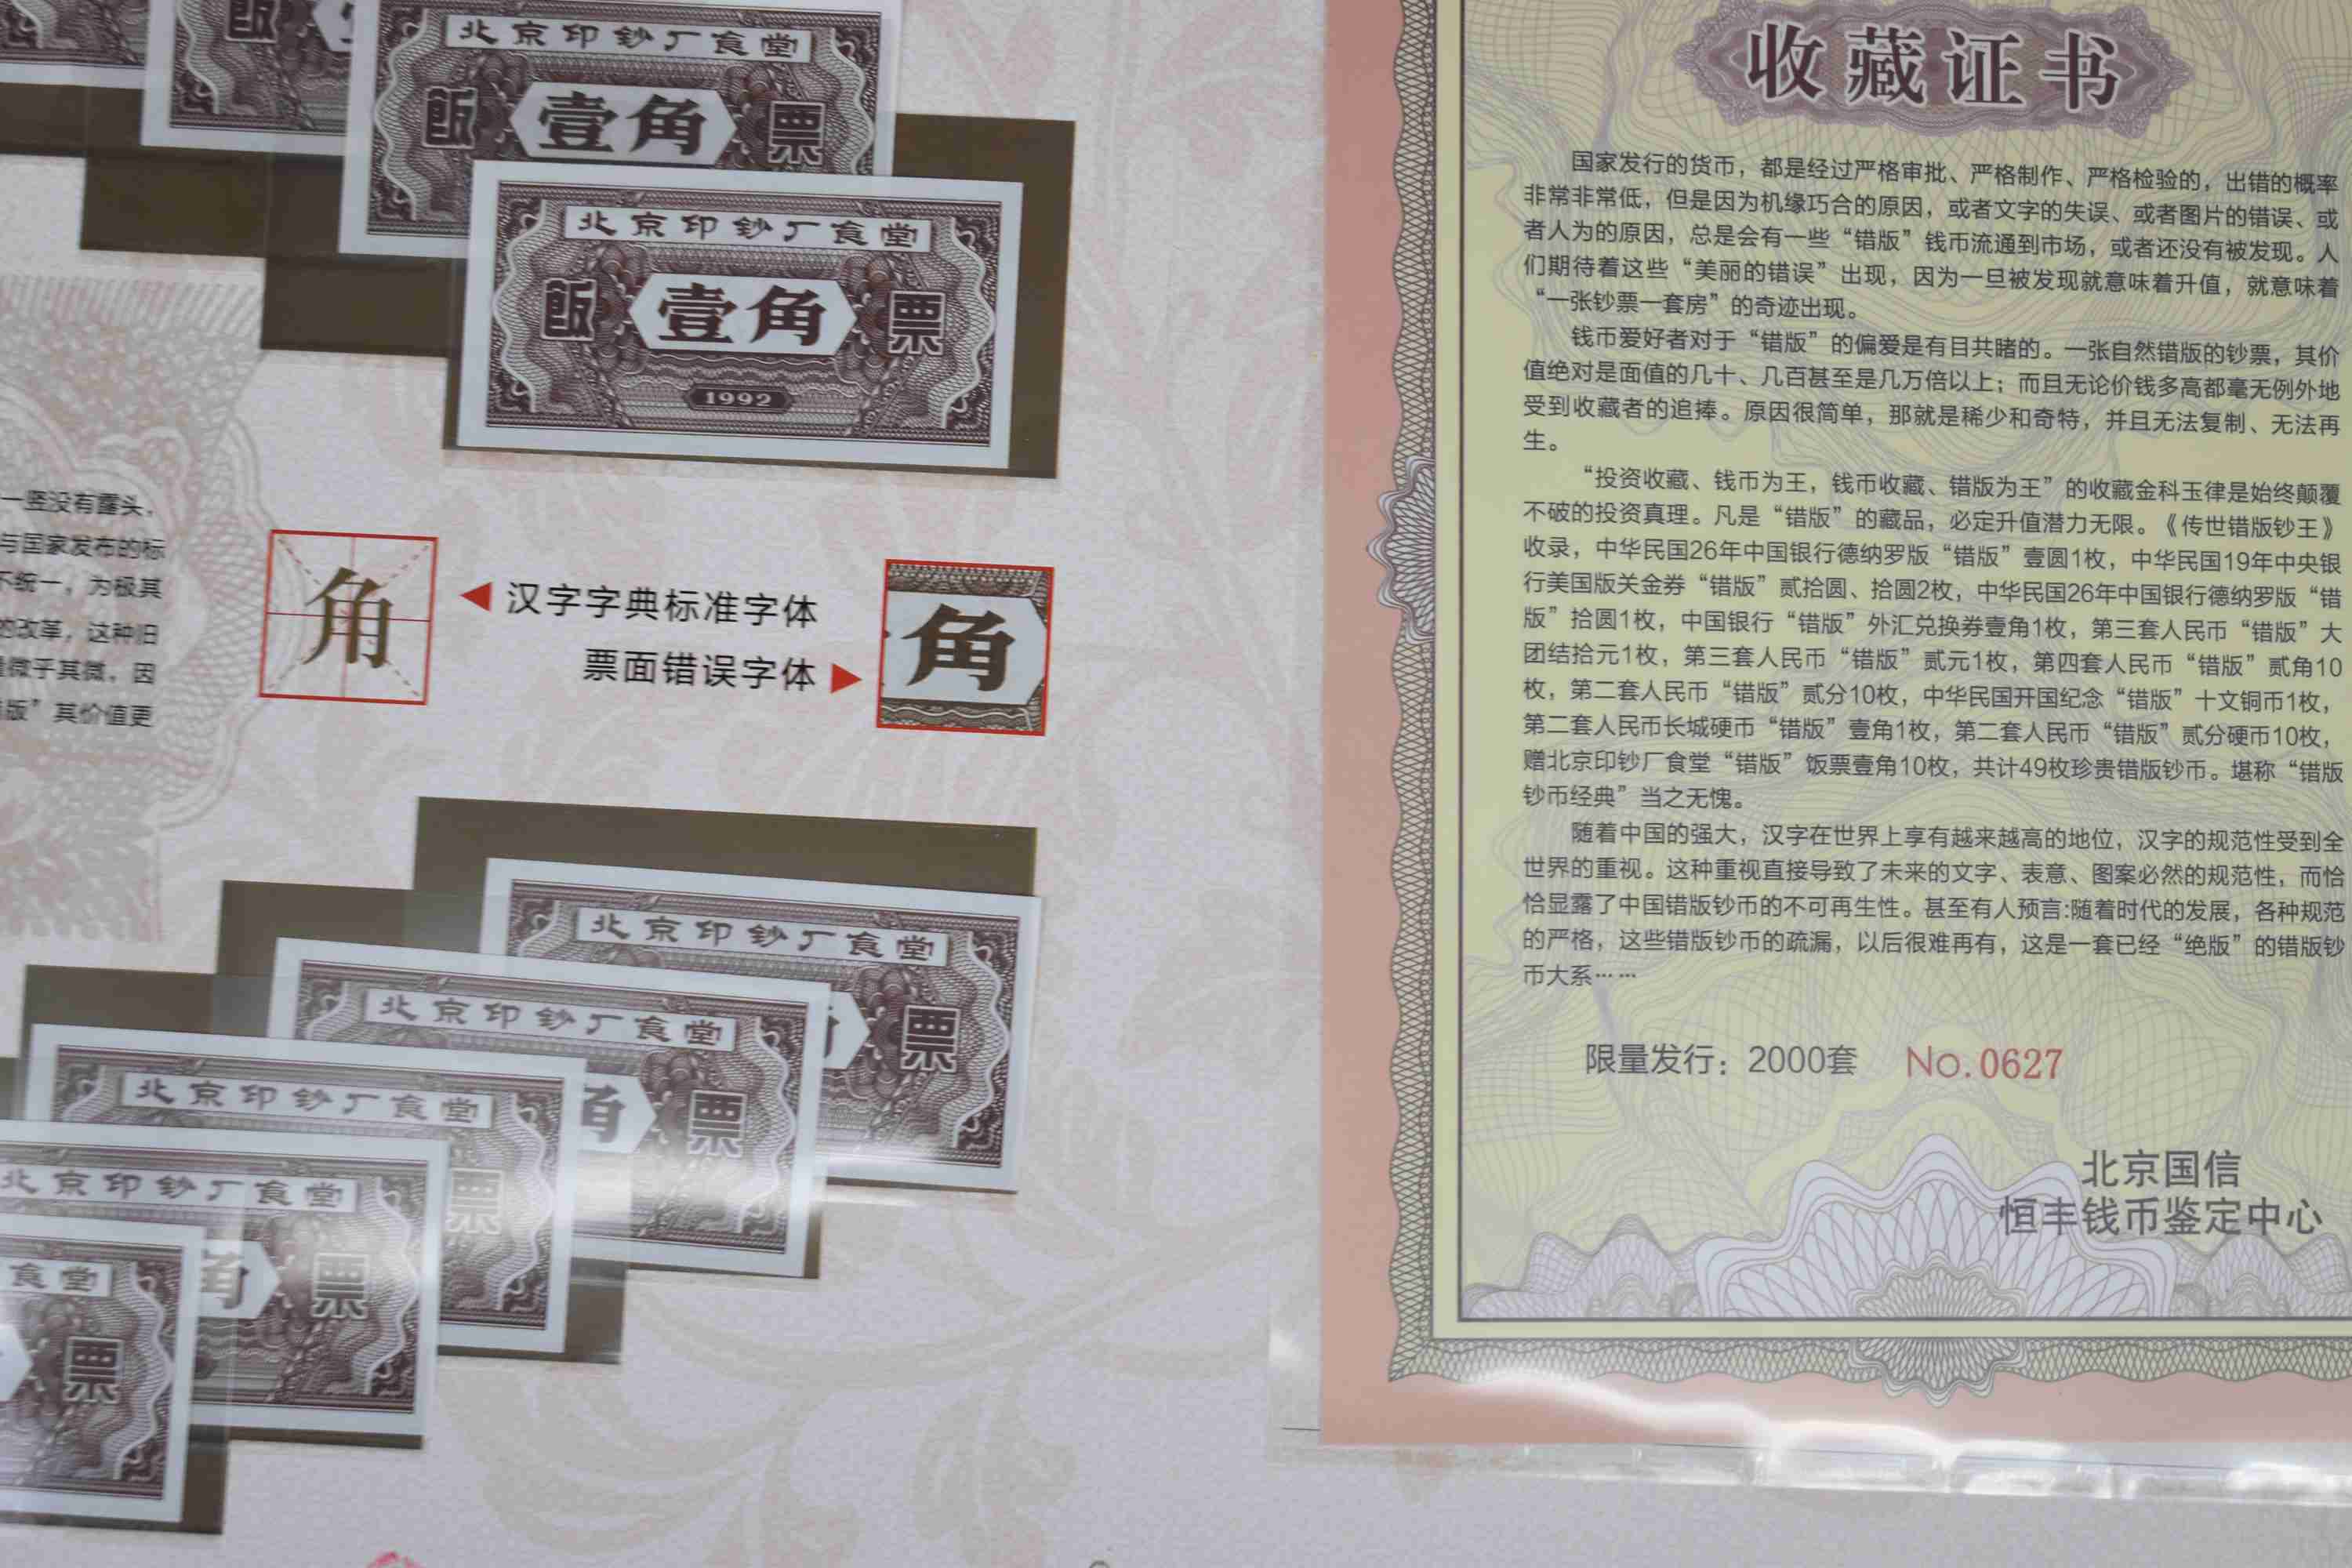 北京印钞厂食堂
飯 壹角 票
北京印钞厂食堂
飯 壹角 票
1992
一竖没有露头，
与国家发布的标
不统一，为极其
的改革，这种旧
微乎其微，因
版”其价值更
角
汉字字典标准字体
票面错误字体
角
北京印钞厂食堂
票
北京印钞厂食堂
角 票
北京印钞厂食堂
票
北京印钞厂食堂
角 票
食堂
票
收藏证书
国家发行的货币，都是经过严格审批、严格制作、严格检验的，出错的概率
非常非常低，但是因为机缘巧合的原因，或者文字的失误、或者图片的错误、或
者人为的原因，总是会有一些“错版”钱币流通到市场，或者还没有被发现。人
们期待着这些“美丽的错误”出现，因为一旦被发现就意味着升值，就意味着
“一张钞票一套房”的奇迹出现。
钱币爱好者对于“错版”的偏爱是有目共睹的。一张自然错版的钞票，其价
值绝对是面值的几十、几百甚至是几万倍以上；而且无论价钱多高都毫无例外地
受到收藏者的追捧。原因很简单，那就是稀少和奇特，并且无法复制、无法再
生。
“投资收藏、钱币为王，钱币收藏、错版为王”的收藏金科玉律是始终颠覆
不破的投资真理。凡是“错版”的藏品，必定升值潜力无限。《传世错版钞王》
收录，中华民国26年中国银行德纳罗版“错版”壹圆1枚，中华民国19年中央银
行美国版关金券“错版”贰拾圆、拾圆2枚，中华民国26年中国银行德纳罗版“错
版”拾圆1枚，中国银行“错版”外汇兑换券壹角1枚，第三套人民币“错版”大
团结拾元1枚，第三套人民币“错版”贰元1枚，第四套人民币“错版”贰角10
枚，第二套人民币“错版”贰分10枚，中华民国开国纪念“错版”十文铜币1枚，
第二套人民币长城硬币“错版”壹角1枚，第二套人民币“错版”贰分硬币10枚，
赠北京印钞厂食堂“错版”饭票壹角10枚，共计49枚珍贵错版钞币。堪称“错版
钞币经典”当之无愧。
随着中国的强大，汉字在世界上享有越来越高的地位，汉字的规范性受到全
世界的重视。这种重视直接导致了未来的文字、表意、图案必然的规范性，而恰
恰显露了中国错版钞币的不可再生性。甚至有人预言:随着时代的发展，各种规范
的严格，这些错版钞币的疏漏，以后很难再有，这是一套已经“绝版”的错版钞
币大系……
限量发行：2000套 No.0627
北京国信
恒丰钱币鉴定中心